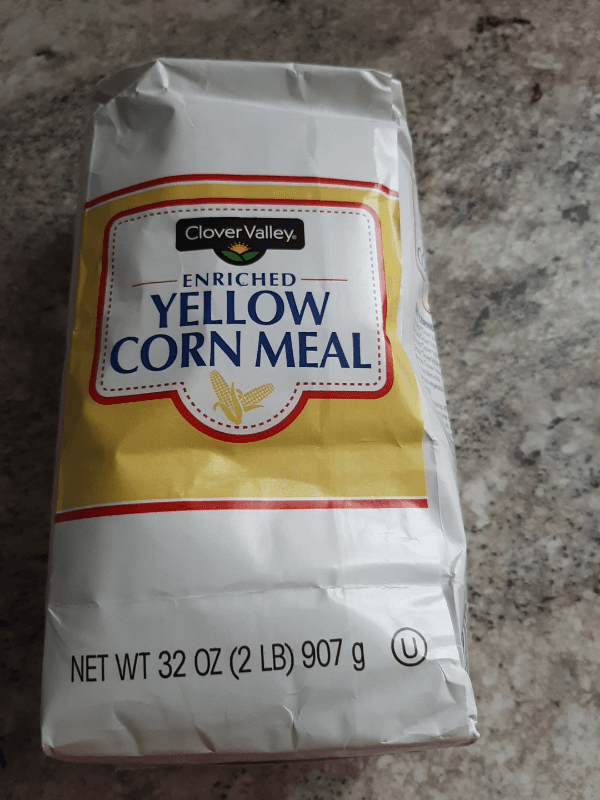 Clover Valley®
ENRICHED
YELLOW
CORN MEAL
NET WT 32 OZ (2 LB) 907 g
U